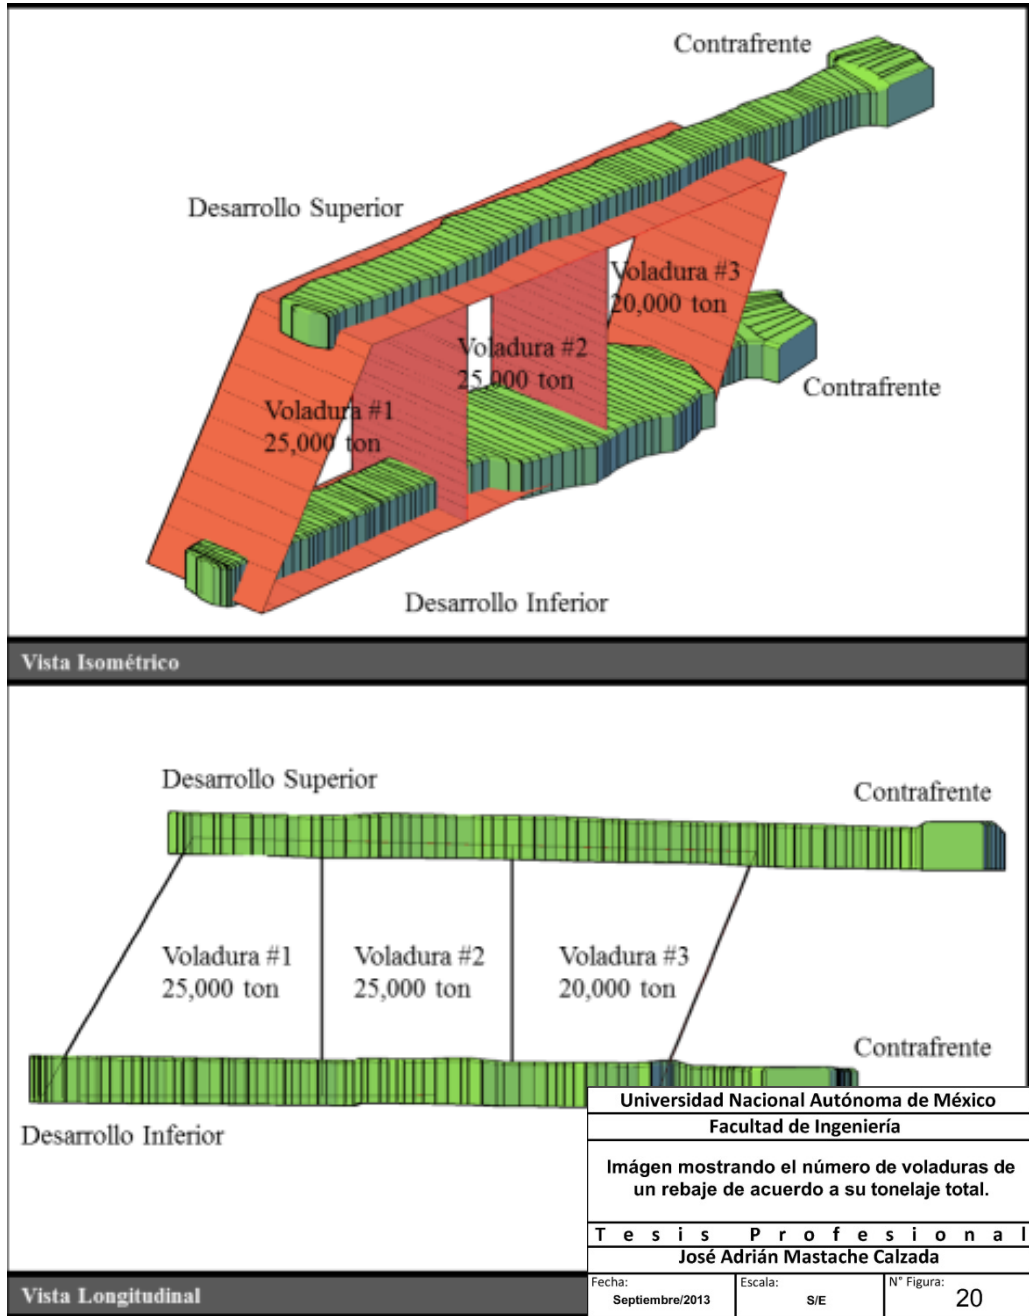 Contrafrente
Desarrollo Superior
Voladura #3
20,000 ton
Voladura #2
25,000 ton
Contrafrente
Voladura #1
25,000 ton
Desarrollo Inferior
Vista Isométrico
Desarrollo Superior
Contrafrente
Voladura #1
25,000 ton
Voladura #2
25,000 ton
Voladura #3
20,000 ton
Contrafrente
Desarrollo Inferior
Universidad Nacional Autónoma de México
Facultad de Ingeniería
Imágen mostrando el número de voladuras de
un rebaje de acuerdo a su tonelaje total.
Tesis Profesional
José Adrián Mastache Calzada
Fecha:
Septiembre/2013
Escala:
S/E
N° Figura:
20
Vista Longitudinal